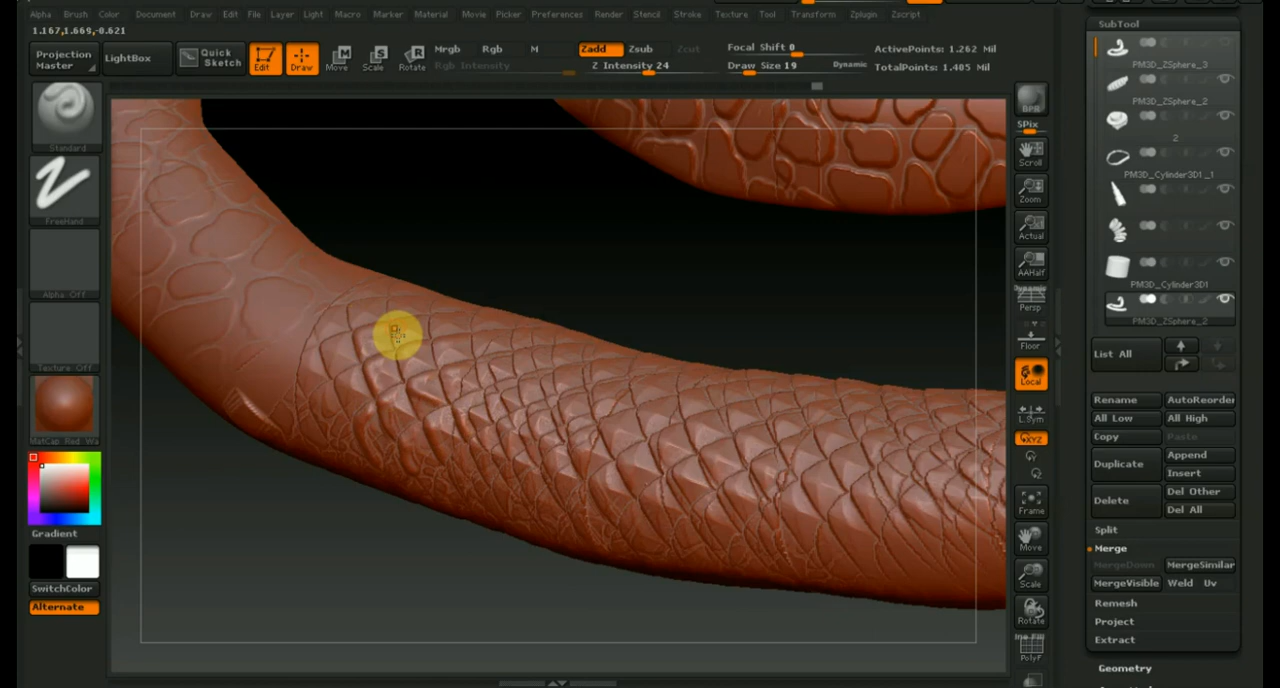 Alpha Brush Color Document Draw Edit File Layer Light Macro Marker Material Movie Picker Preferences Render Stencil Stroke Texture Tool Transform Zplugin Zscript
1.167,1.669,-0.621
Projection Master
LightBox
Quick Sketch
Edit
Draw
Move
Scale
Rotate
Mrgb Rgb M
Rgb Intensity
Zadd Zsub Zcut
Z Intensity 24
Focal Shift 0
Draw Size 19 Dynamic
ActivePoints: 1.262 Mil
TotalPoints: 1.405 Mil
Standard
FreeHand
Alpha Off
Texture Off
MatCap Red Wa
Gradient
SwitchColor
Alternate
BPR
SPix
Scroll
Zoom
Actual
AAHalf
Dynamic
Persp
Floor
Local
L.Sym
XYZ
Frame
Move
Scale
Rotate
PolyF
SubTool
PM3D_ZSphere_3
PM3D_ZSphere_2
2
PM3D_Cylinder3D1_1
PM3D_Cylinder3D1
PM3D_ZSphere_2
List All
Rename AutoReorder
All Low All High
Copy Paste
Duplicate Append
Insert
Delete Del Other
Del All
Split
Merge
MergeDown MergeSimilar
MergeVisible Weld Uv
Remesh
Project
Extract
Geometry